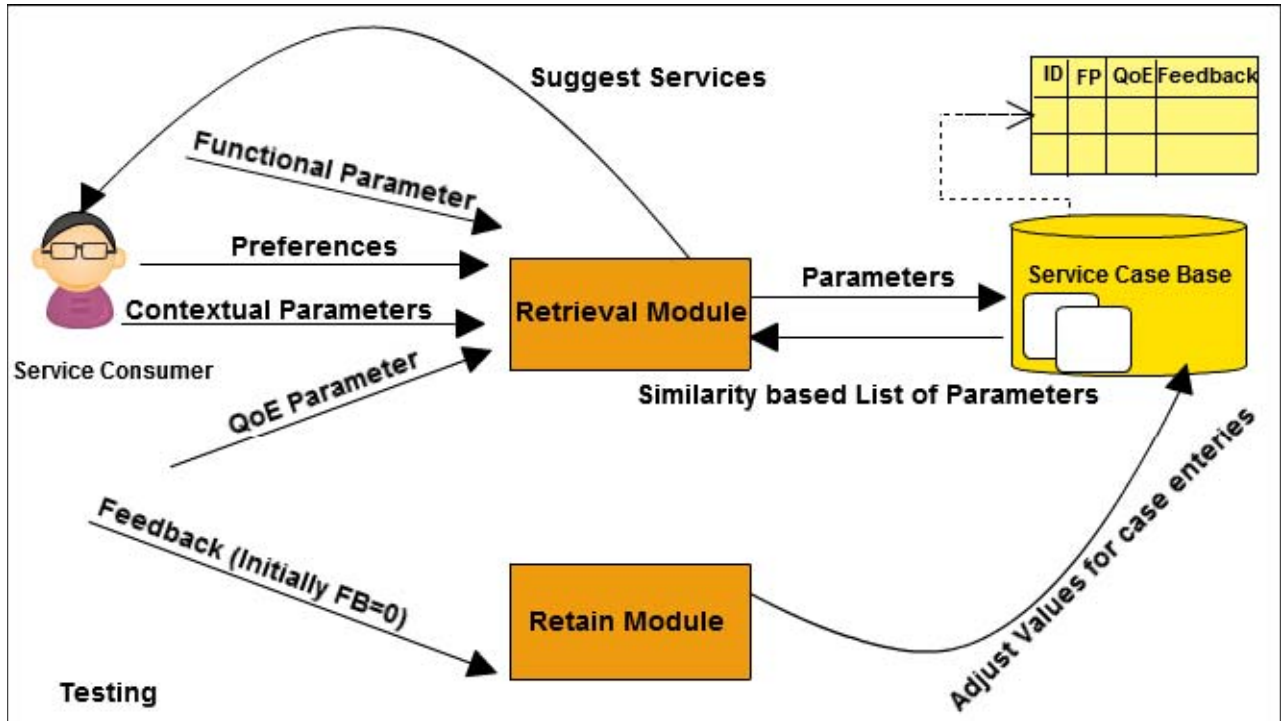 Suggest Services
ID FP QoE Feedback
Functional Parameter
Preferences
Contextual Parameters
Service Consumer
QoE Parameter
Retrieval Module
Parameters
Service Case Base
Similarity based List of Parameters
Feedback (Initially FB=0)
Retain Module
Adjust Values for case enteries
Testing